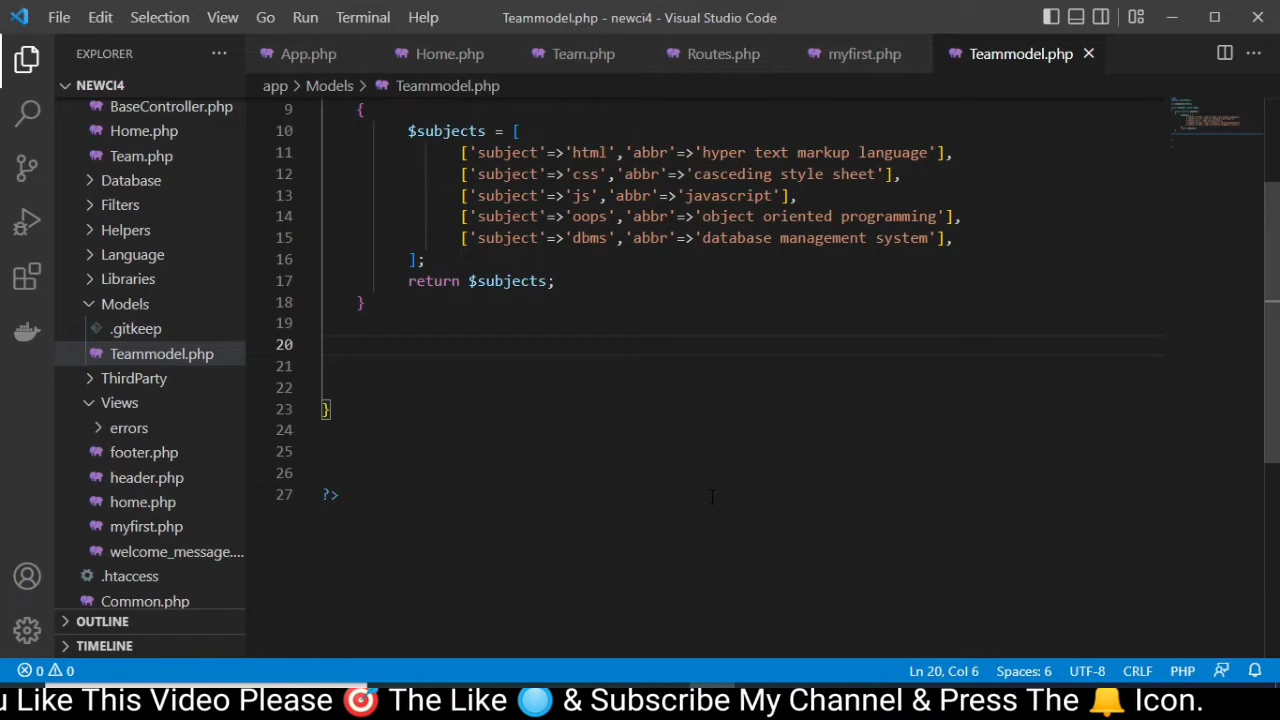 File Edit Selection View Go Run Terminal Help Teammodel.php - newci4 - Visual Studio Code
EXPLORER ··· App.php Home.php Team.php Routes.php myfirst.php Teammodel.php
NEWCI4
app > Models > Teammodel.php
BaseController.php
Home.php
Team.php
Database
Filters
Helpers
Language
Libraries
Models
.gitkeep
Teammodel.php
ThirdParty
Views
errors
footer.php
header.php
home.php
myfirst.php
welcome_message....
.htaccess
Common.php
OUTLINE
TIMELINE
9 {
10 $subjects = [
11 ['subject'=>'html','abbr'=>'hyper text markup language'],
12 ['subject'=>'css','abbr'=>'casceding style sheet'],
13 ['subject'=>'js','abbr'=>'javascript'],
14 ['subject'=>'oops','abbr'=>'object oriented programming'],
15 ['subject'=>'dbms','abbr'=>'database management system'],
16 ];
17 return $subjects;
18 }
19
20
21
22
23 }
24
25
26
27 ?>
0 0 Ln 20, Col 6 Spaces: 6 UTF-8 CRLF PHP
u Like This Video Please 🎯 The Like 🔵 & Subscribe My Channel & Press The 🔔 Icon.